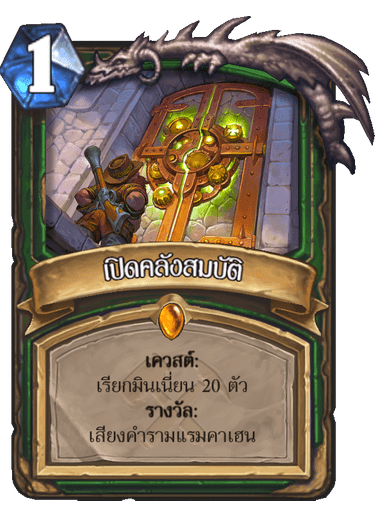 1
เปิดคลังสมบัติ
เควสต์:
เรียกมินเนี่ยน 20 ตัว
รางวัล:
เสียงคำรามแรมคาเฮน